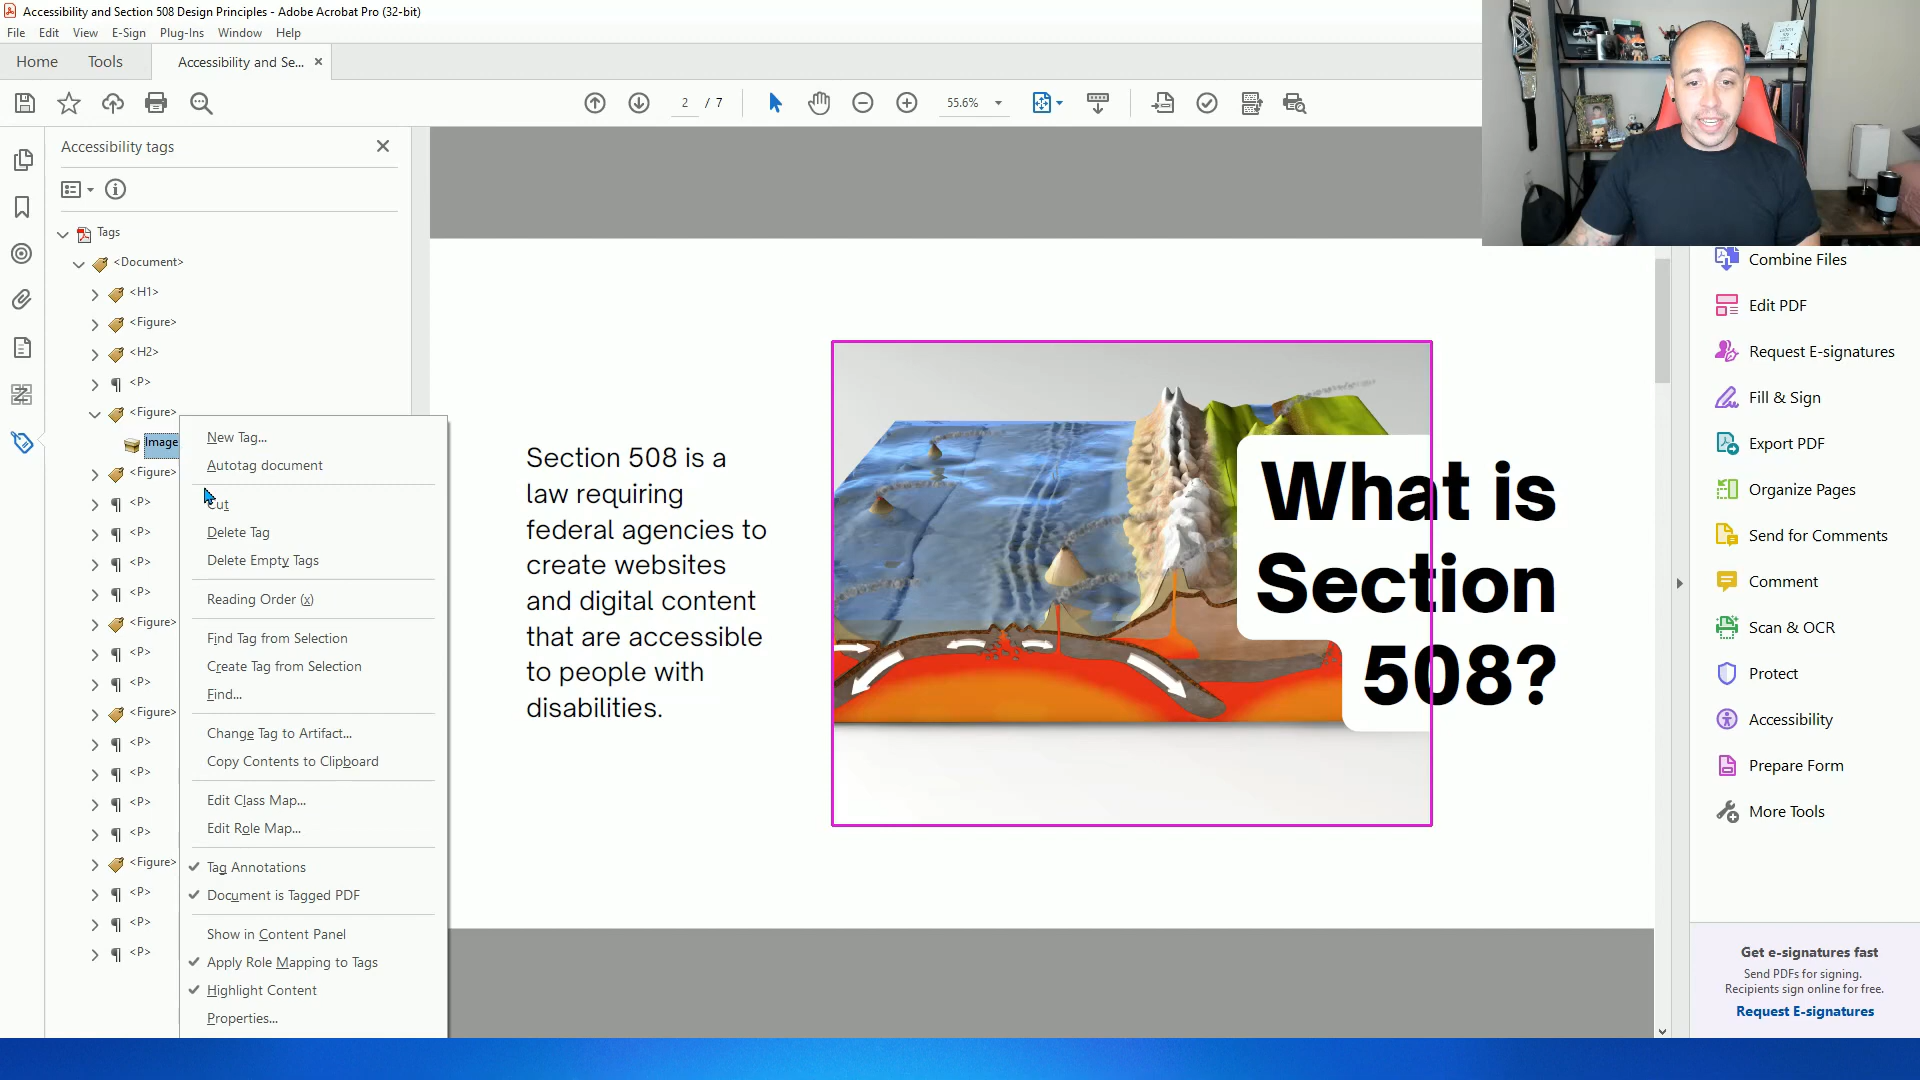 Accessibility and Section 508 Design Principles - Adobe Acrobat Pro (32-bit)
File Edit View E-Sign Plug-Ins Window Help
Home Tools Accessibility and Se...
2 / 7 55.6%
Accessibility tags
Tags
<Document>
<H1>
<Figure>
<H2>
<P>
<Figure>
Image
<Figure>
<P>
<P>
<P>
<P>
<Figure>
<P>
<P>
<Figure>
<P>
<P>
<P>
<P>
<Figure>
<P>
<P>
<P>
New Tag...
Autotag document
Cut
Delete Tag
Delete Empty Tags
Reading Order (x)
Find Tag from Selection
Create Tag from Selection
Find...
Change Tag to Artifact...
Copy Contents to Clipboard
Edit Class Map...
Edit Role Map...
Tag Annotations
Document is Tagged PDF
Show in Content Panel
Apply Role Mapping to Tags
Highlight Content
Properties...
Section 508 is a
law requiring
federal agencies to
create websites
and digital content
that are accessible
to people with
disabilities.
What is
Section
508?
Combine Files
Edit PDF
Request E-signatures
Fill & Sign
Export PDF
Organize Pages
Send for Comments
Comment
Scan & OCR
Protect
Accessibility
Prepare Form
More Tools
Get e-signatures fast
Send PDFs for signing.
Recipients sign online for free.
Request E-signatures